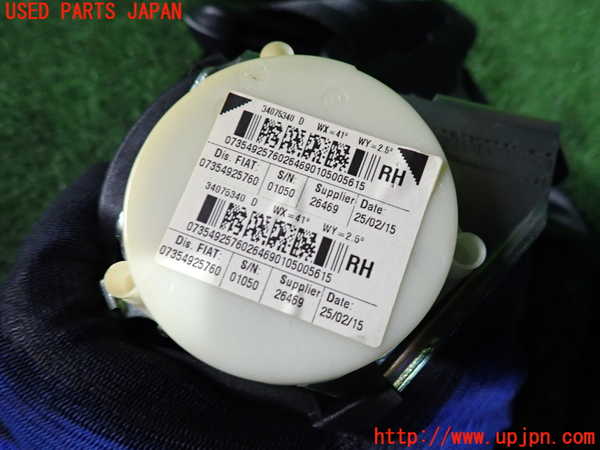 USED PARTS JAPAN
34076340 D WX=41° WY=2.5°
07354925760264690105005615
RH
Dis. FIAT: S/N: Supplier Date:
07354925760 01050 26469 25/02/15
34076340 D WX=41° WY=2.5°
07354925760264690105005615
RH
Dis. FIAT: S/N: Supplier Date:
07354925760 01050 26469 25/02/15
http://www.upjpn.com/